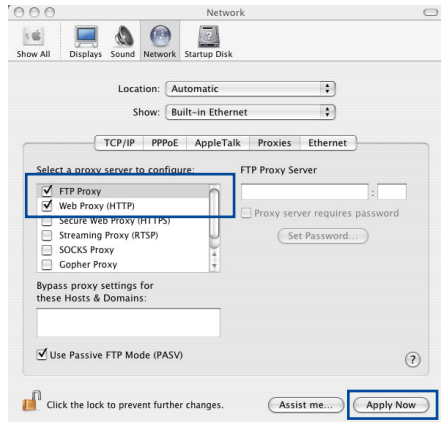 Network
Show All Displays Sound Network Startup Disk
Location: Automatic
Show: Built-in Ethernet
TCP/IP PPPoE AppleTalk Proxies Ethernet
Select a proxy server to configure: FTP Proxy Server
FTP Proxy
Web Proxy (HTTP) :
Secure Web Proxy (HTTPS) Proxy server requires password
Streaming Proxy (RTSP) Set Password...
SOCKS Proxy
Gopher Proxy
Bypass proxy settings for
these Hosts & Domains:
Use Passive FTP Mode (PASV) ?
Click the lock to prevent further changes. Assist me... Apply Now